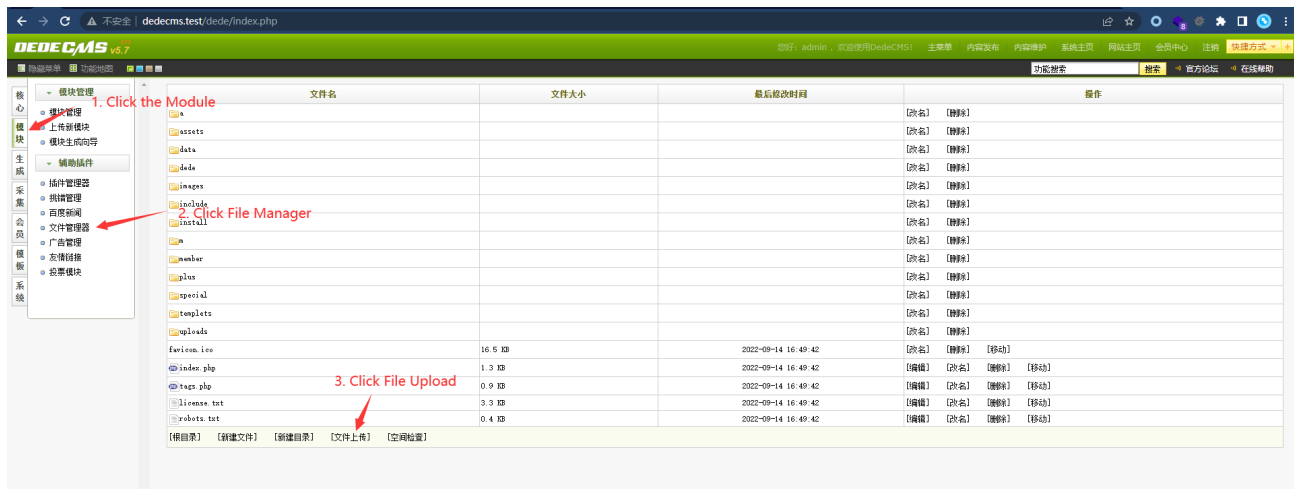 不安全 | dedecms.test/dede/index.php
8
DEDECMS v5.7
您好：admin，欢迎使用DedeCMS! 主菜单 内容发布 内容维护 系统主页 网站主页 会员中心 注销 快捷方式 +
隐藏菜单 功能地图
功能搜索 搜索 官方论坛 在线帮助
核心
模块
生成
采集
会员
模板
系统
模块管理
1. Click the Module
模块管理
上传新模块
模块生成向导
辅助插件
插件管理器
挑错管理
百度新闻
2. Click File Manager
文件管理器
广告管理
友情链接
投票模块
文件名 文件大小 最后修改时间 操作
a [改名] [删除]
assets [改名] [删除]
data [改名] [删除]
dede [改名] [删除]
images [改名] [删除]
include [改名] [删除]
install [改名] [删除]
m [改名] [删除]
member [改名] [删除]
plus [改名] [删除]
special [改名] [删除]
templets [改名] [删除]
uploads [改名] [删除]
favicon.ico 16.5 KB 2022-09-14 16:49:42 [改名] [删除] [移动]
index.php 1.3 KB 2022-09-14 16:49:42 [编辑] [改名] [删除] [移动]
3. Click File Upload
tags.php 0.9 KB 2022-09-14 16:49:42 [编辑] [改名] [删除] [移动]
license.txt 3.3 KB 2022-09-14 16:49:42 [编辑] [改名] [删除] [移动]
robots.txt 0.4 KB 2022-09-14 16:49:42 [编辑] [改名] [删除] [移动]
[根目录] [新建文件] [新建目录] [文件上传] [空间检查]